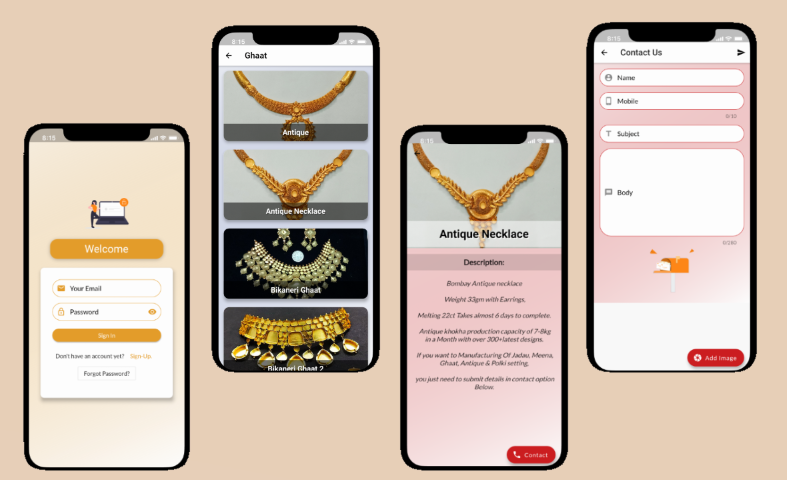 8:15
Welcome
Your Email
Password
Sign In
Don't have an account yet? Sign-Up.
Forgot Password?
8:15
Ghaat
Antique
Antique Necklace
Bikaneri Ghaat
Bikaneri Ghaat 2
8:15
Antique Necklace
Description:
Bombay Antique necklace
Weight 33gm with Earrings,
Melting 22ct Takes almost 6 days to complete.
Antique khokha production capacity of 7-8kg
in a Month with over 300+latest designs.
If you want to Manufacturing Of Jadau, Meena,
Ghaat, Antique & Polki setting,
you just need to submit details in contact option
Below.
Contact
8:15
Contact Us
Name
Mobile
0/10
Subject
Body
0/280
Add Image